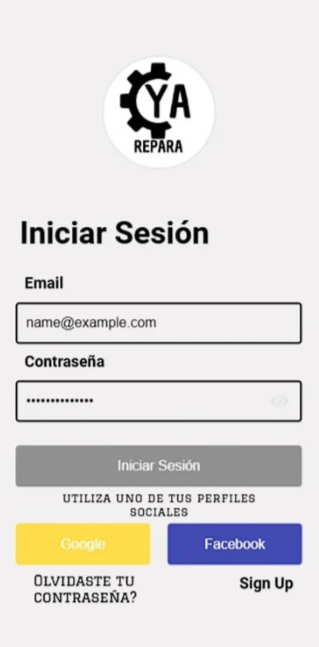 YA
REPARA
Iniciar Sesión
Email
name@example.com
Contraseña
••••••••••••••
Iniciar Sesión
UTILIZA UNO DE TUS PERFILES
SOCIALES
Google
Facebook
OLVIDASTE TU
CONTRASEÑA?
Sign Up